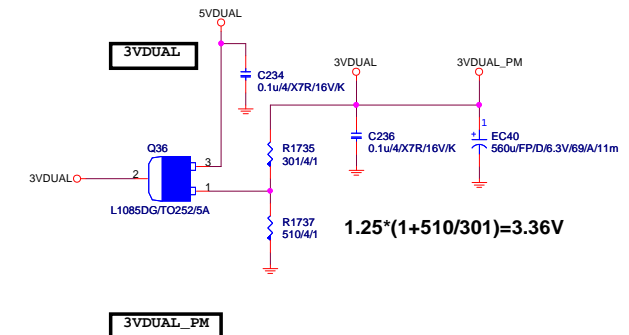 5VDUAL
3VDUAL
C234
0.1u/4/X7R/16V/K
3VDUAL
3VDUAL_PM
Q36
3
2
1
3VDUAL
L1085DG/TO252/5A
R1735
301/4/1
C236
0.1u/4/X7R/16V/K
1
+
EC40
560u/FP/D/6.3V/69/A/11m
R1737
510/4/1
1.25*(1+510/301)=3.36V
3VDUAL_PM